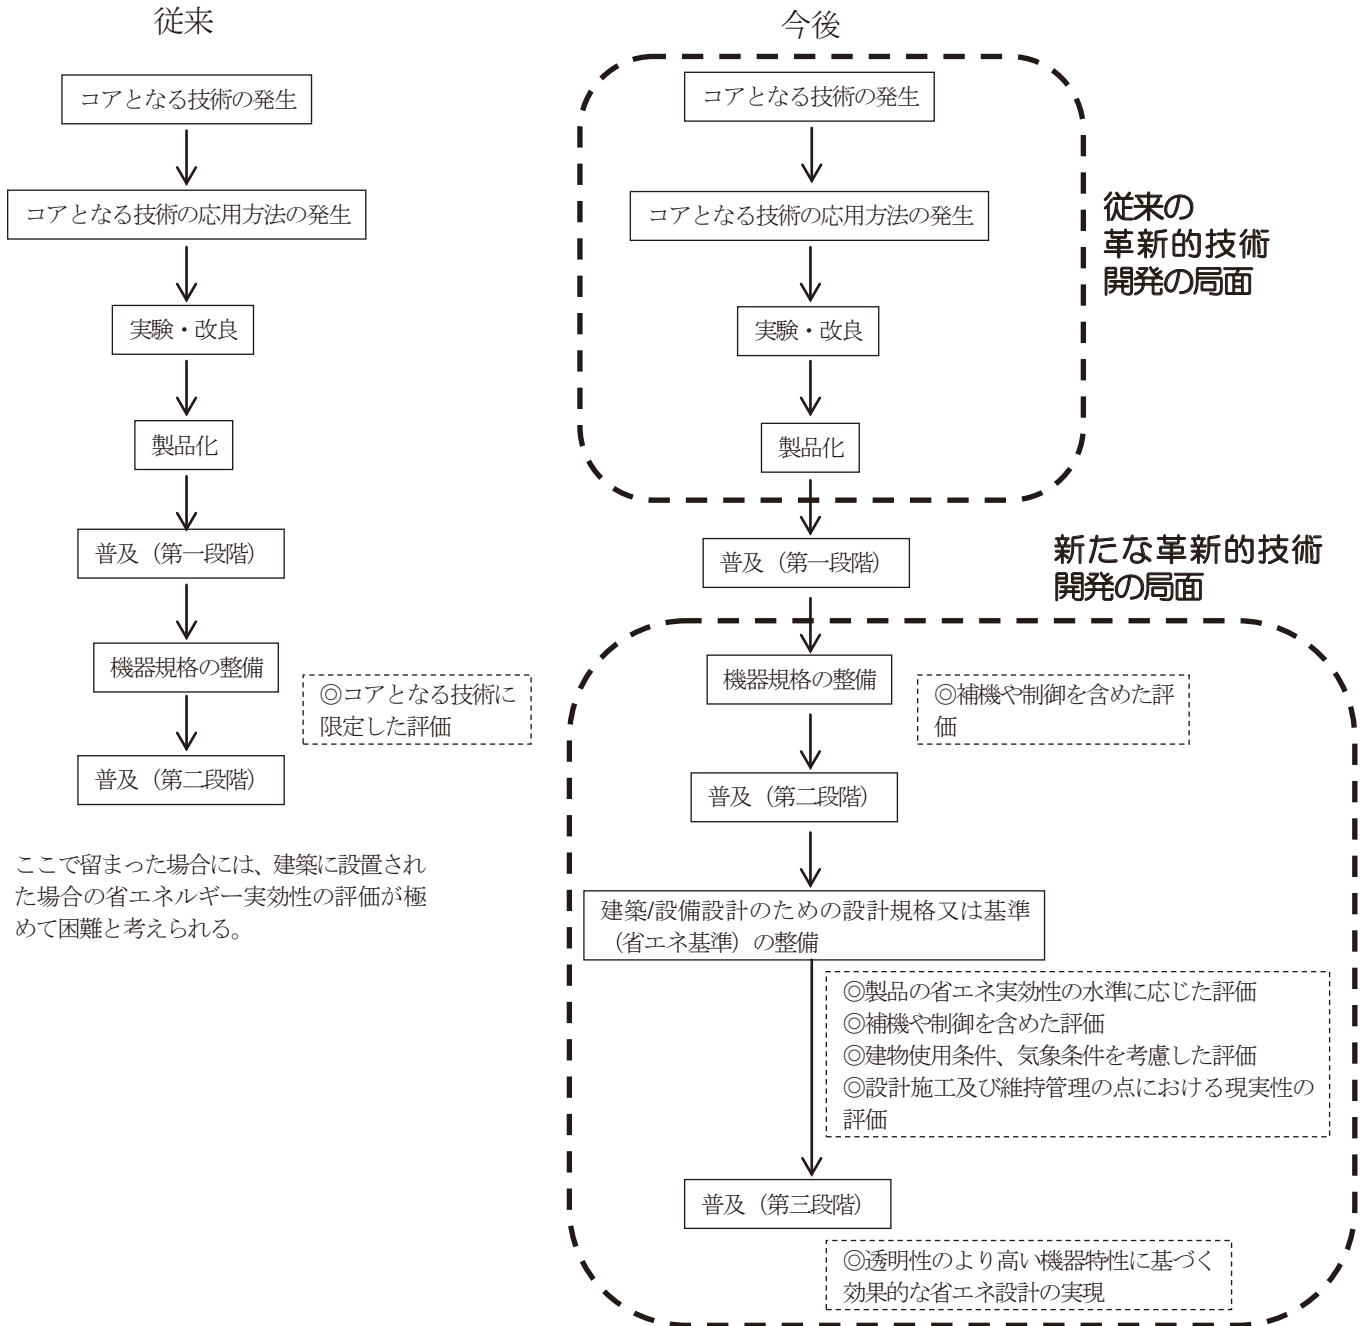 従来
コアとなる技術の発生
コアとなる技術の応用方法の発生
実験・改良
製品化
普及（第一段階）
機器規格の整備
◎コアとなる技術に
限定した評価
普及（第二段階）
ここで留まった場合には、建築に設置され
た場合の省エネルギー実効性の評価が極
めて困難と考えられる。
今後
コアとなる技術の発生
コアとなる技術の応用方法の発生
実験・改良
製品化
従来の
革新的技術
開発の局面
普及（第一段階）
新たな革新的技術
開発の局面
機器規格の整備
◎補機や制御を含めた評
価
普及（第二段階）
建築/設備設計のための設計規格又は基準
（省エネ基準）の整備
◎製品の省エネ実効性の水準に応じた評価
◎補機や制御を含めた評価
◎建物使用条件、気象条件を考慮した評価
◎設計施工及び維持管理の点における現実性の
評価
普及（第三段階）
◎透明性のより高い機器特性に基づく
効果的な省エネ設計の実現